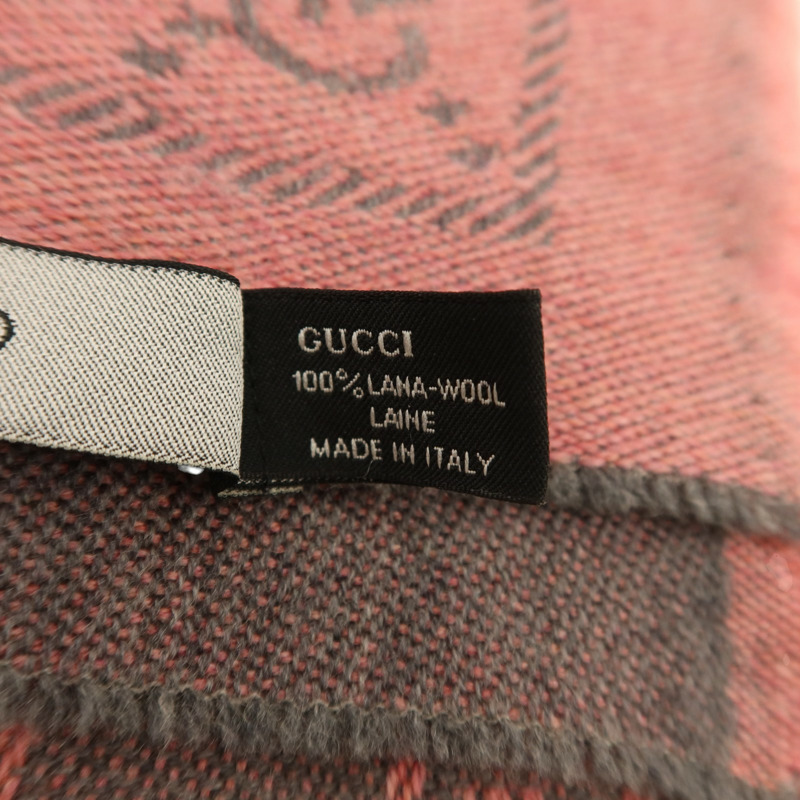 GUCCI
100% LANA-WOOL
LAINE
MADE IN ITALY